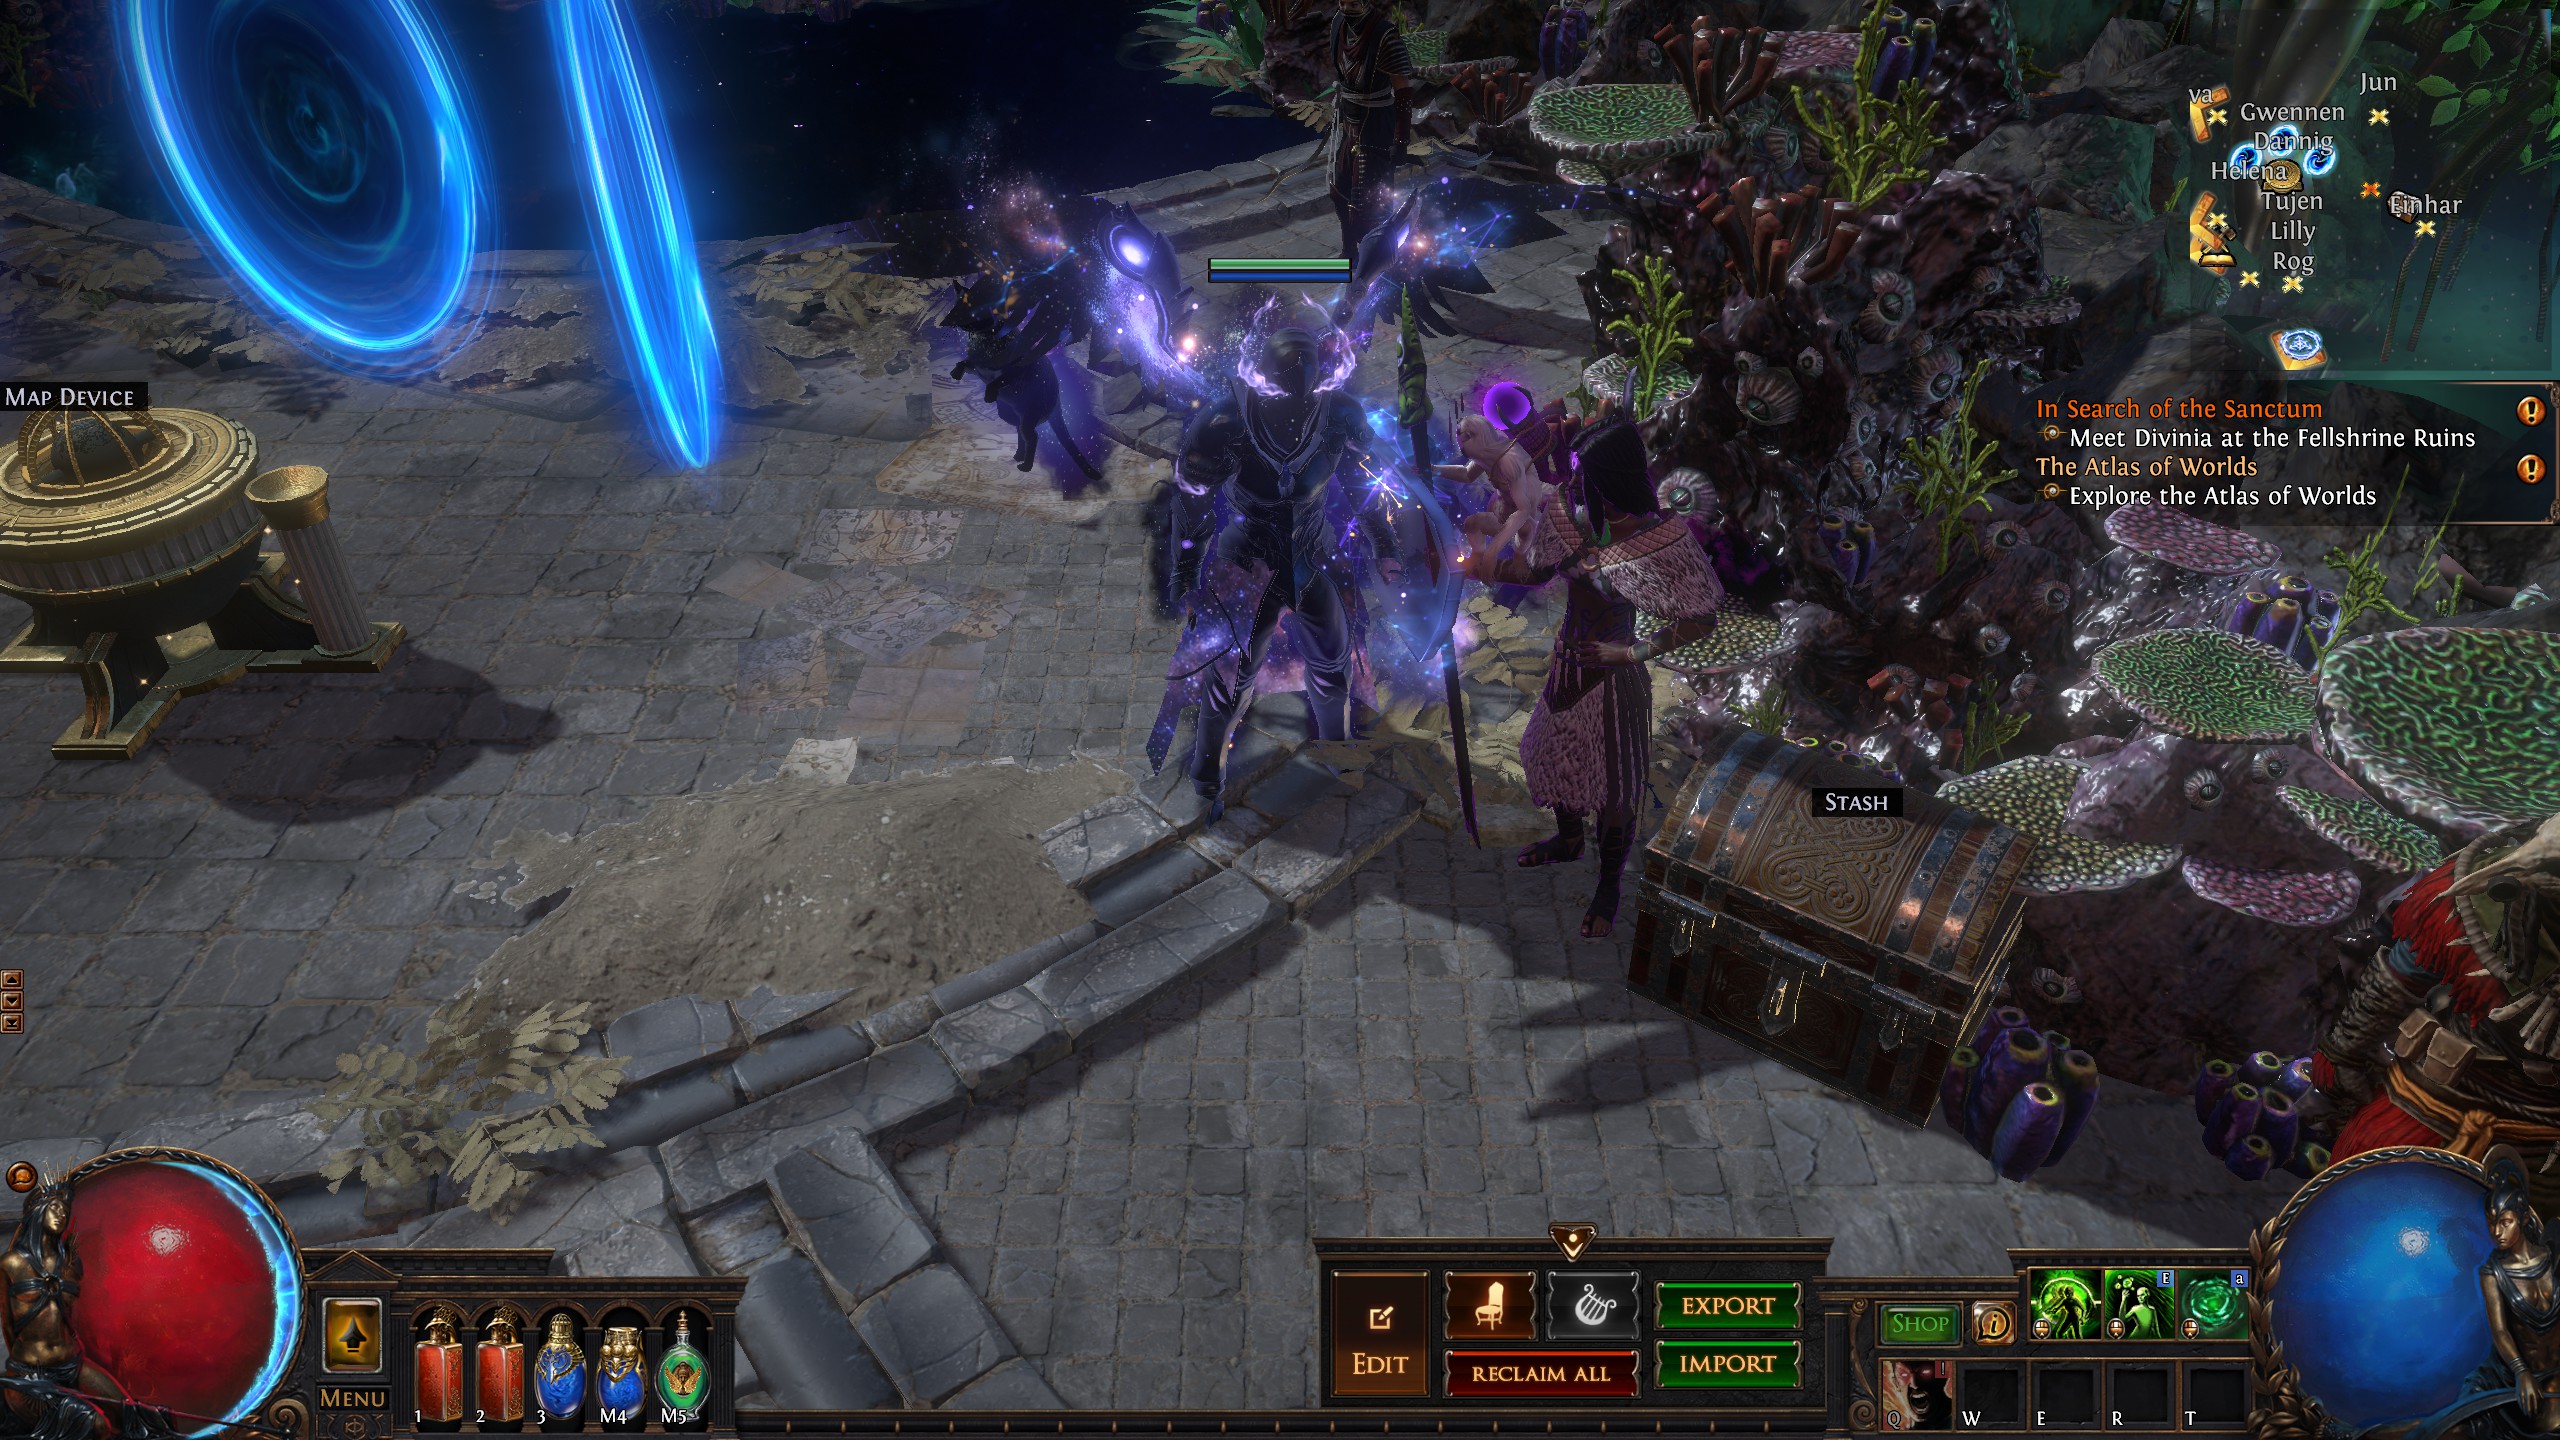 va
Jun
Gwennen
Dannig
Helena
Tujen
Einhar
Lilly
Rog
MAP DEVICE
In Search of the Sanctum
Meet Divinia at the Fellshrine Ruins
The Atlas of Worlds
Explore the Atlas of Worlds
STASH
EDIT
EXPORT
RECLAIM ALL
IMPORT
SHOP
E
a
MENU
1
2
3
M4
M5
Q
W
E
R
T